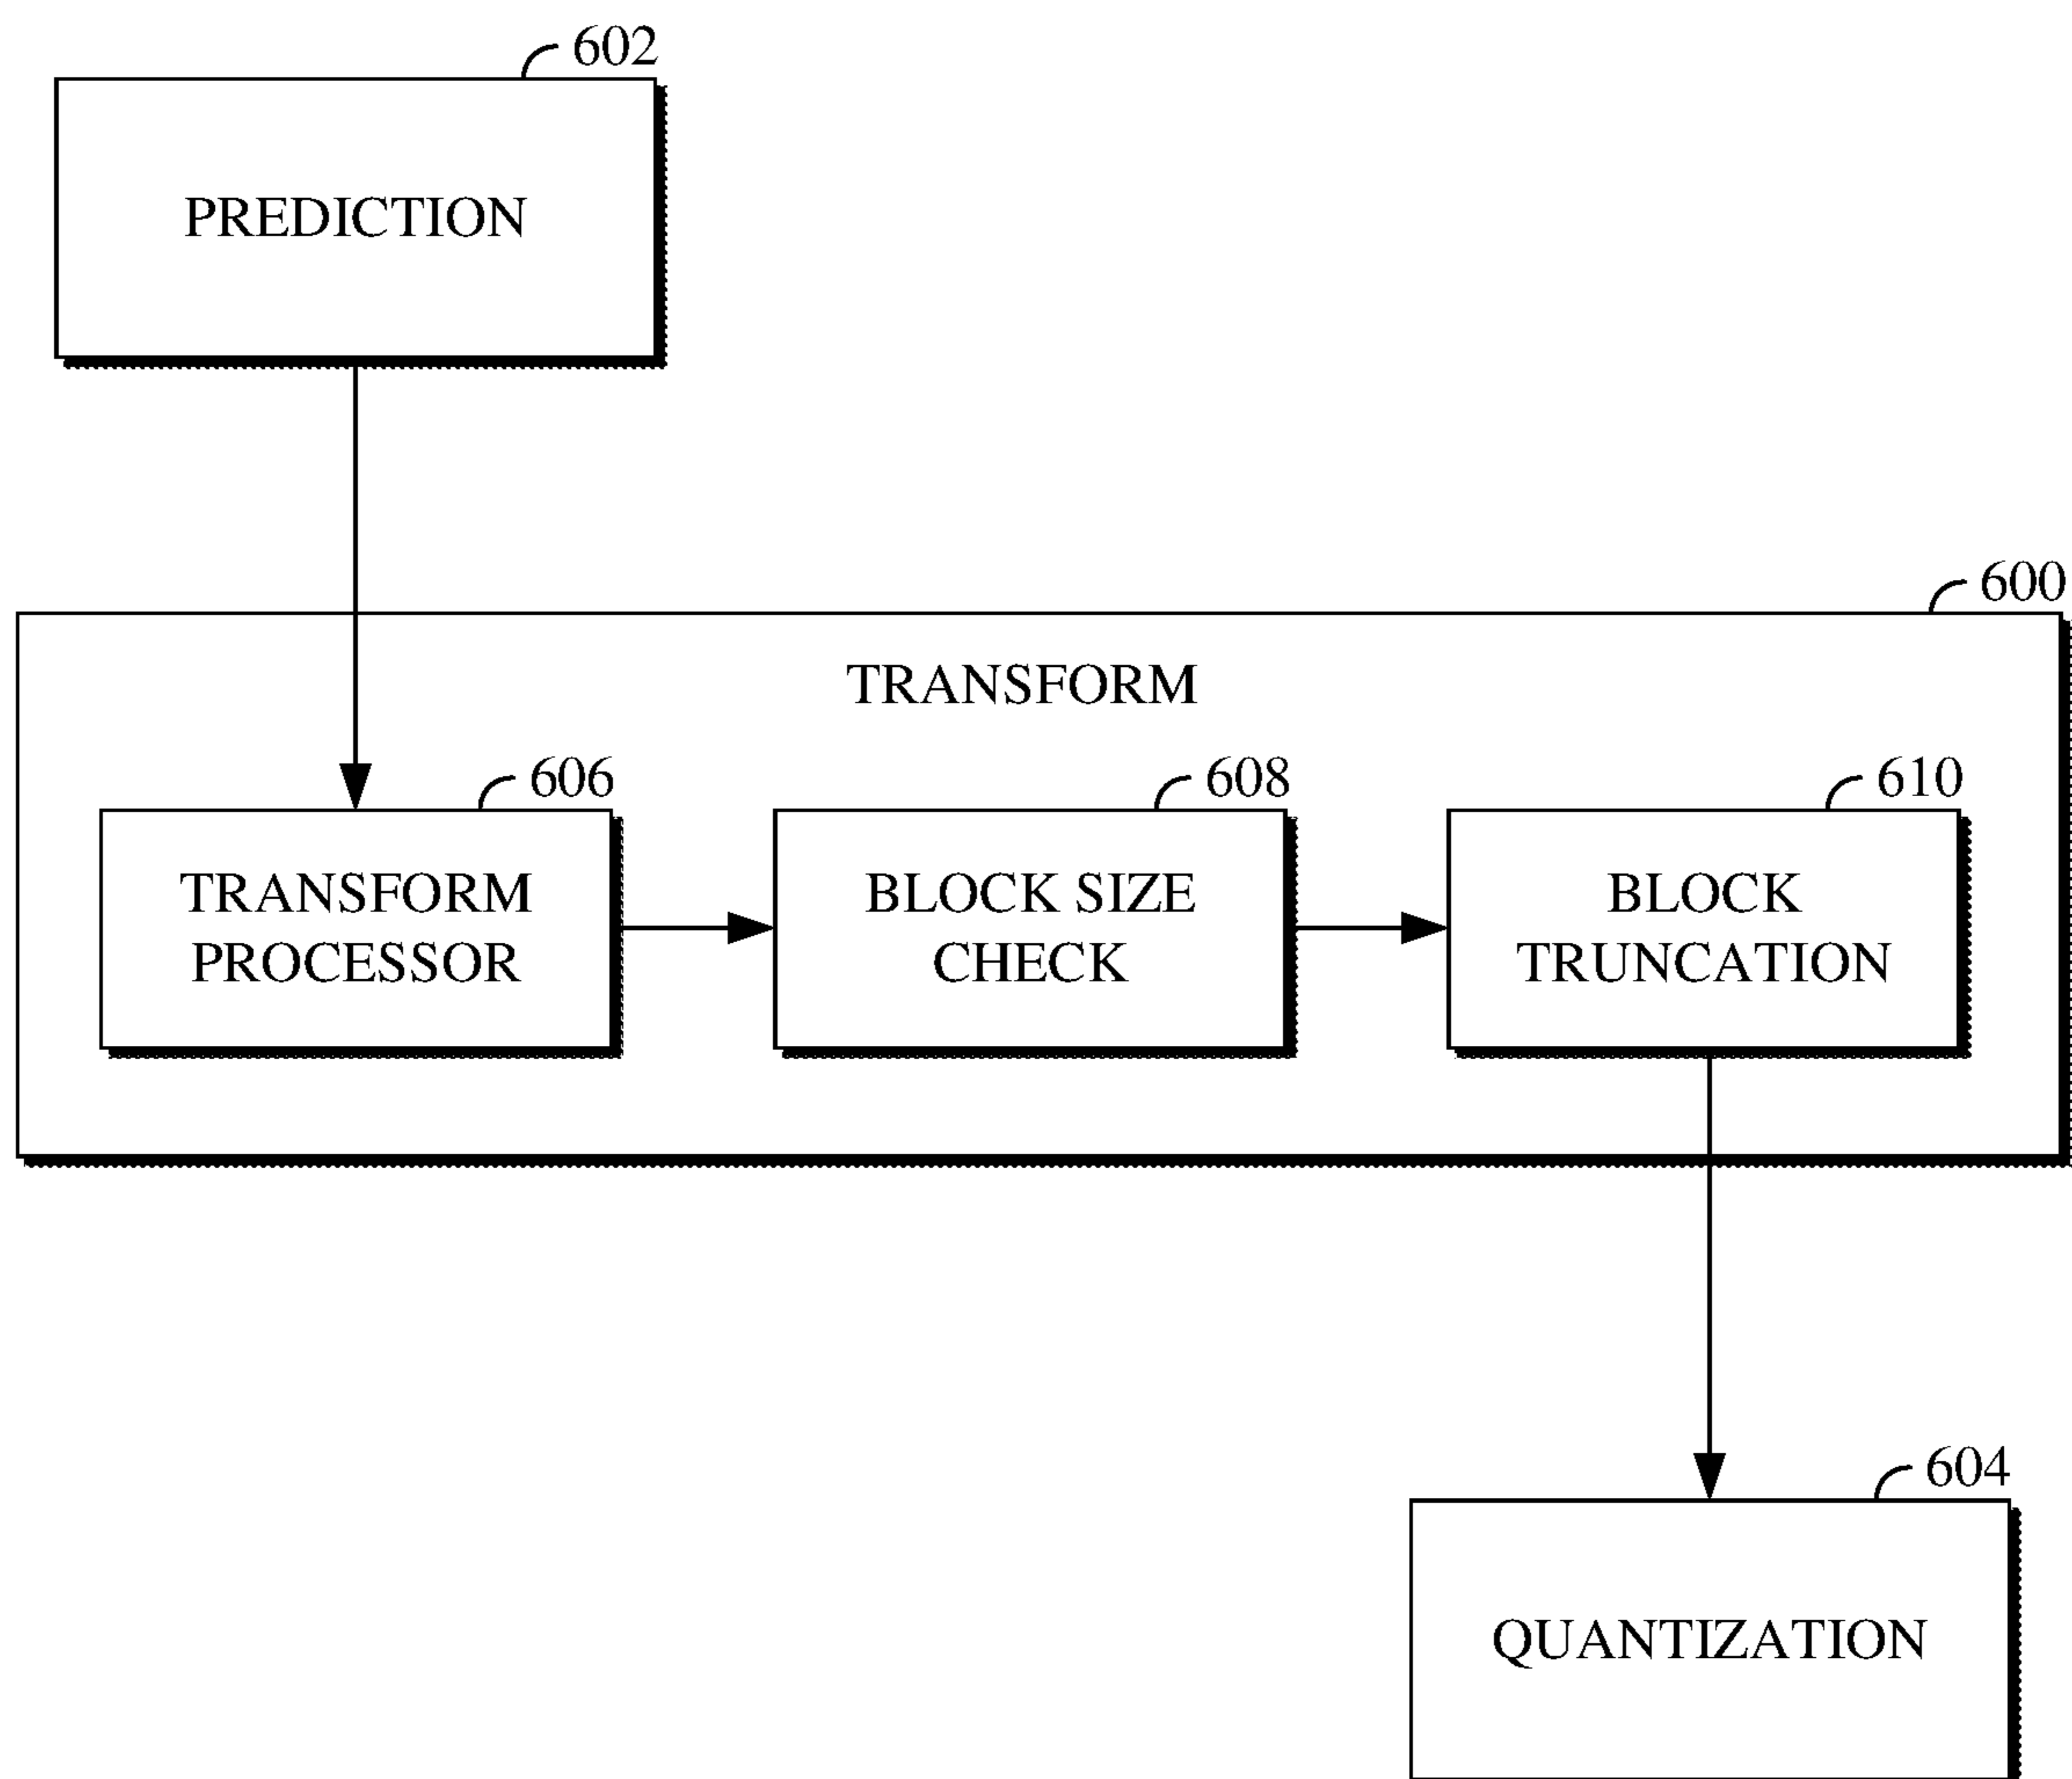 602
PREDICTION
600
TRANSFORM
606
TRANSFORM
PROCESSOR
608
BLOCK SIZE
CHECK
610
BLOCK
TRUNCATION
604
QUANTIZATION